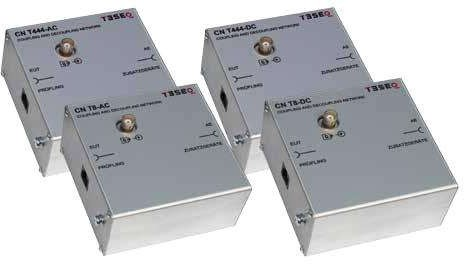 CN T444-AC
TESEQ
COUPLING AND DECOUPLING NETWORK
EUT
AE
PRÜFLING
ZUSATZGERÄTE
CN T444-DC
TESEQ
COUPLING AND DECOUPLING NETWORK
EUT
AE
PRÜFLING
ZUSATZGERÄTE
CN T8-AC
TESEQ
COUPLING AND DECOUPLING NETWORK
EUT
AE
PRÜFLING
ZUSATZGERÄTE
CN T8-DC
TESEQ
COUPLING AND DECOUPLING NETWORK
EUT
AE
PRÜFLING
ZUSATZGERÄTE